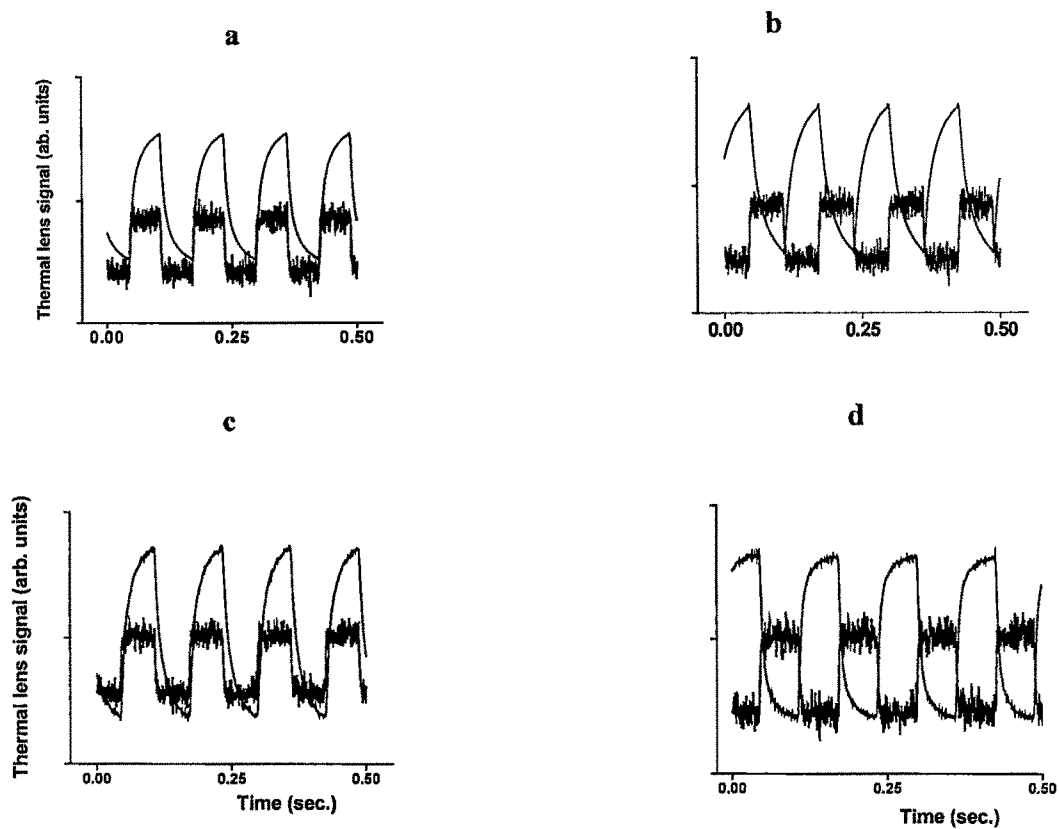 a
b
Thermal lens signal (ab. units)
0.00 0.25 0.50
0.00 0.25 0.50
c
d
Thermal lens signal (arb. units)
0.00 0.25 0.50
Time (sec.)
0.00 0.25 0.50
Time (sec.)